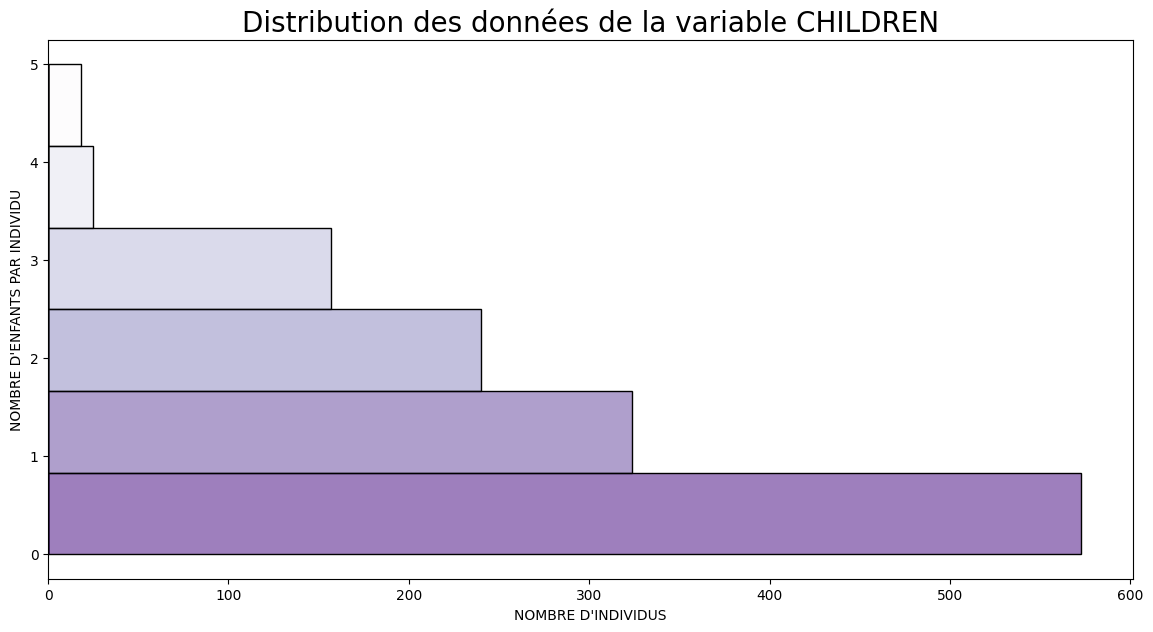 Distribution des données de la variable CHILDREN
NOMBRE D'ENFANTS PAR INDIVIDU
5
4
3
2
1
0
0 100 200 300 400 500 600
NOMBRE D'INDIVIDUS